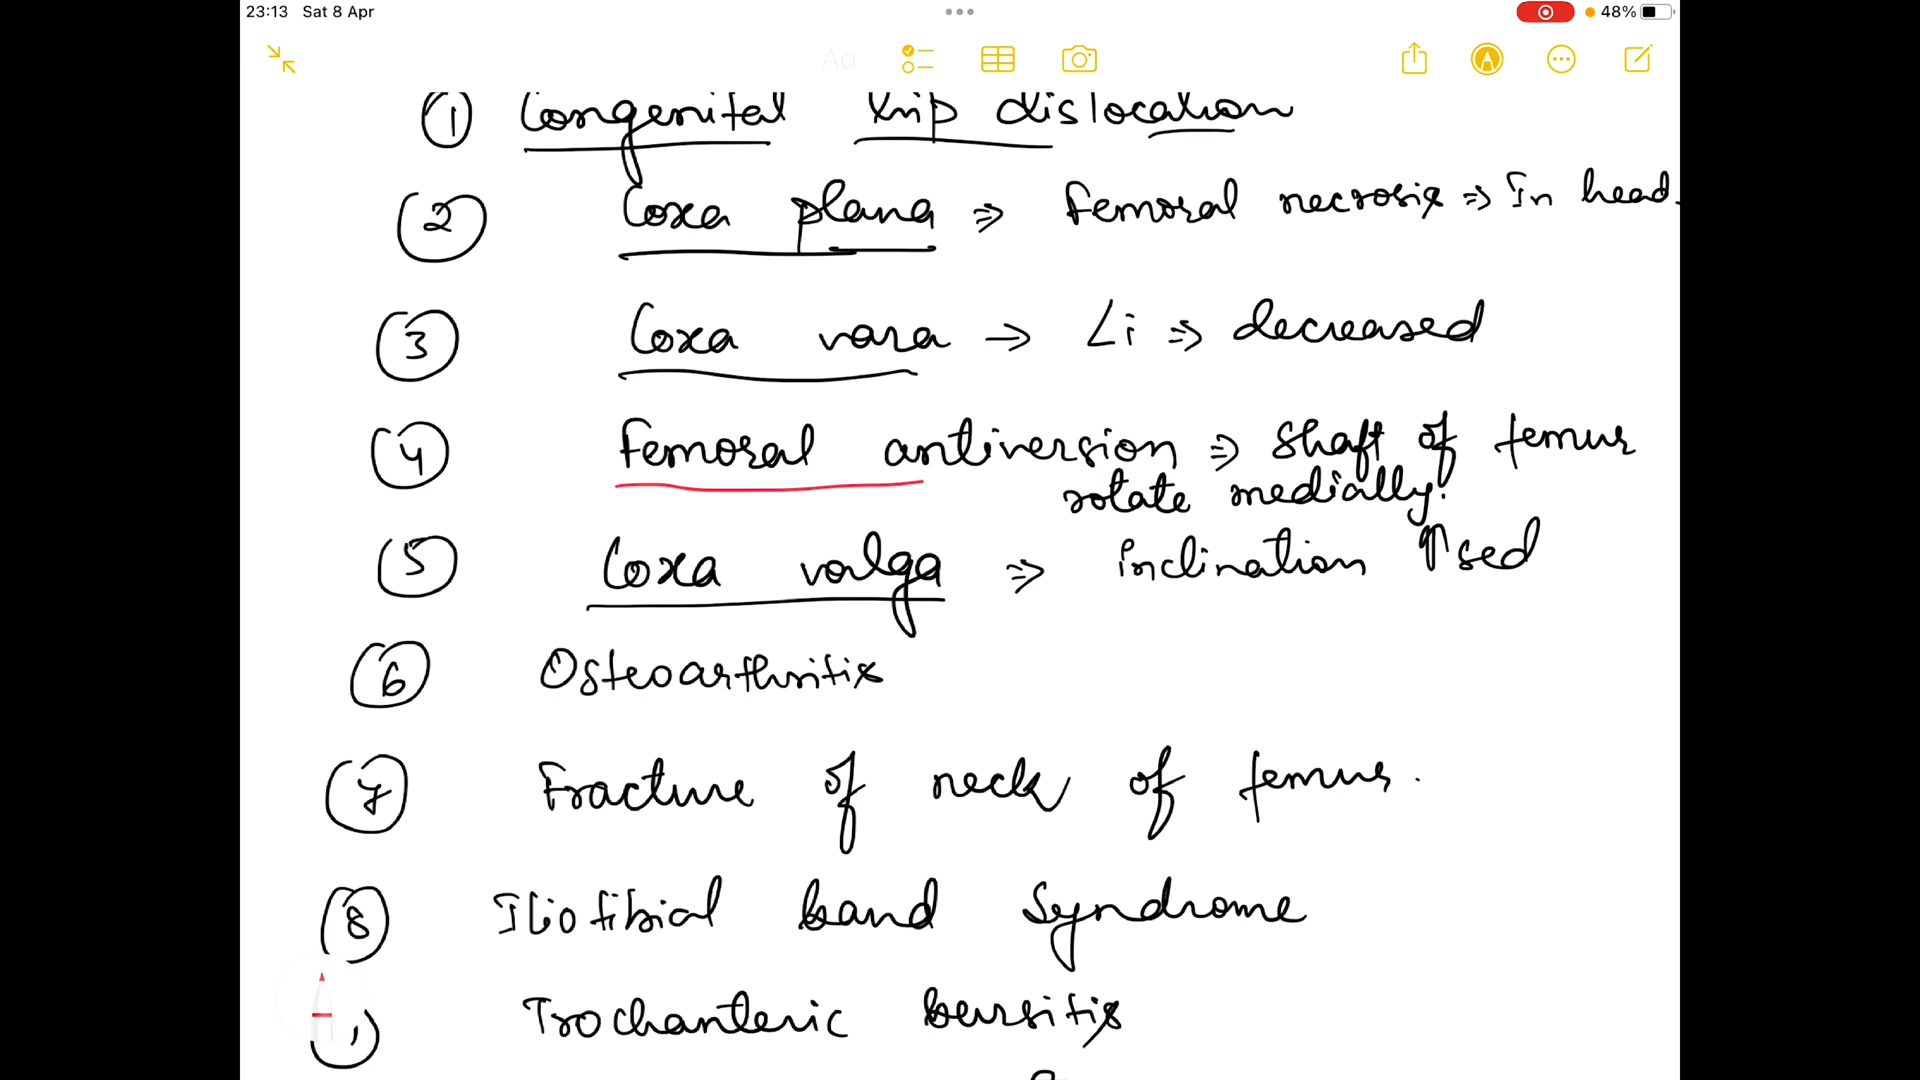 23:13 Sat 8 Apr
48%
Aa
① Congenital hip dislocation
② Coxa plana ⇒ Femoral necrosis ⇒ In head.
③ Coxa vara → ∠i ⇒ decreased
④ Femoral antiversion ⇒ Shaft of femur
rotate medially.
⑤ Coxa valga ⇒ inclination ↑sed
⑥ Osteoarthritis
⑦ Fracture of neck of femur.
⑧ Iliotibial band Syndrome
Trochanteric bursitis